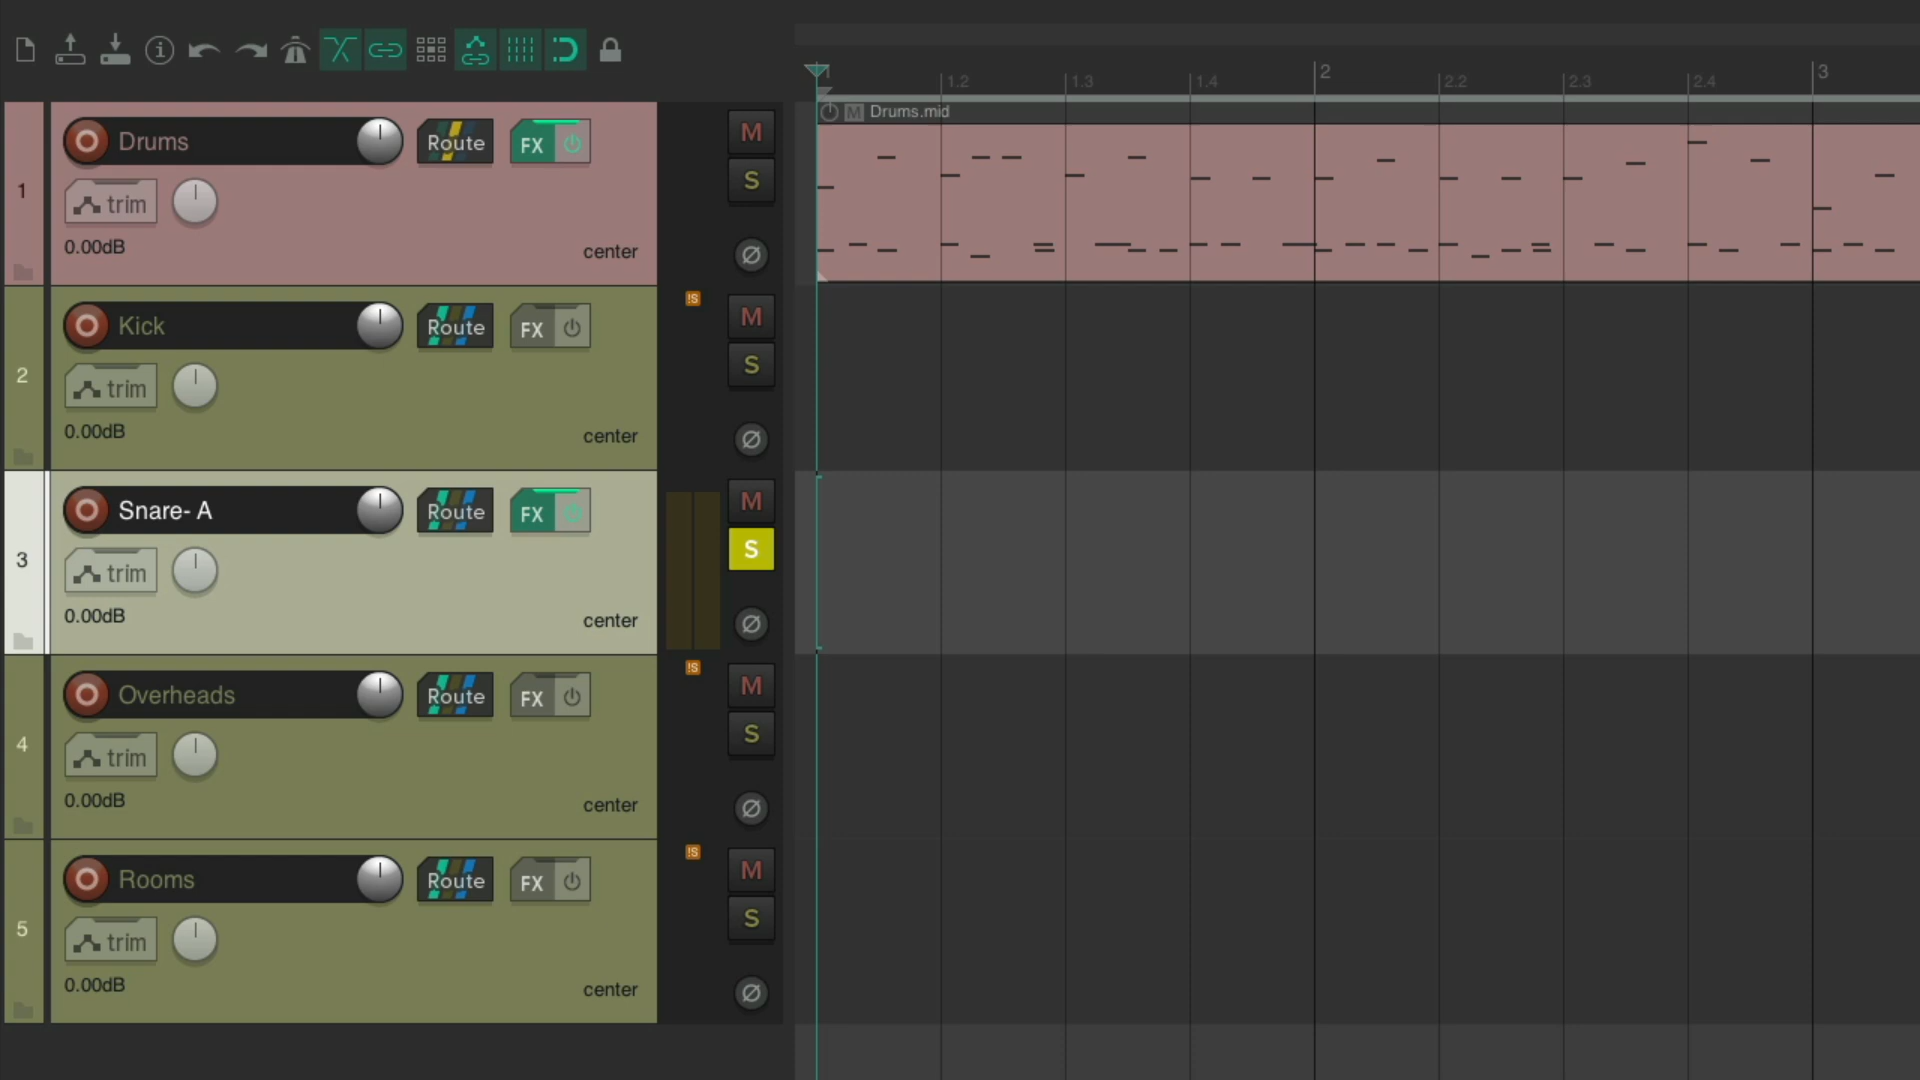 1
1.2
1.3
1.4
2
2.2
2.3
2.4
3
M Drums.mid
1
Drums
Route
FX
M
S
trim
0.00dB
center
2
Kick
Route
FX
!S
M
S
trim
0.00dB
center
3
Snare- A
Route
FX
M
S
trim
0.00dB
center
4
Overheads
Route
FX
!S
M
S
trim
0.00dB
center
5
Rooms
Route
FX
!S
M
S
trim
0.00dB
center